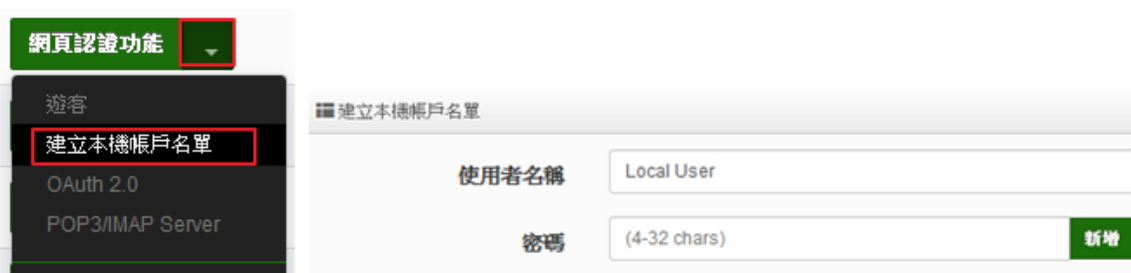 網頁認證功能
遊客
建立本機帳戶名單
OAuth 2.0
POP3/IMAP Server
建立本機帳戶名單
使用者名稱
Local User
密碼
(4-32 chars)
新增